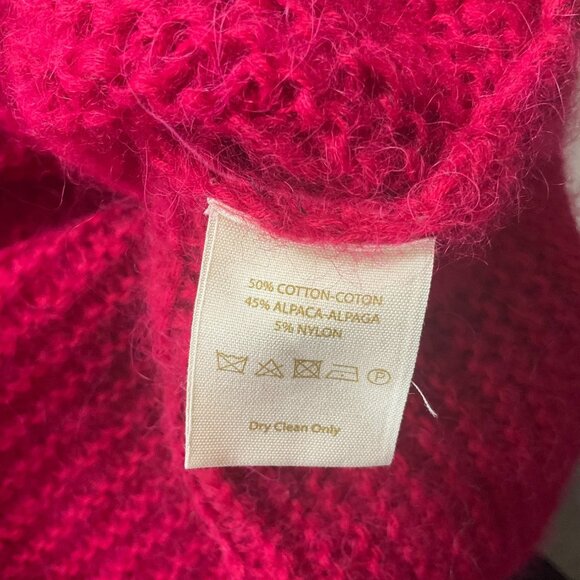 50% COTTON-COTON
45% ALPACA-ALPAGA
5% NYLON
P
Dry Clean Only